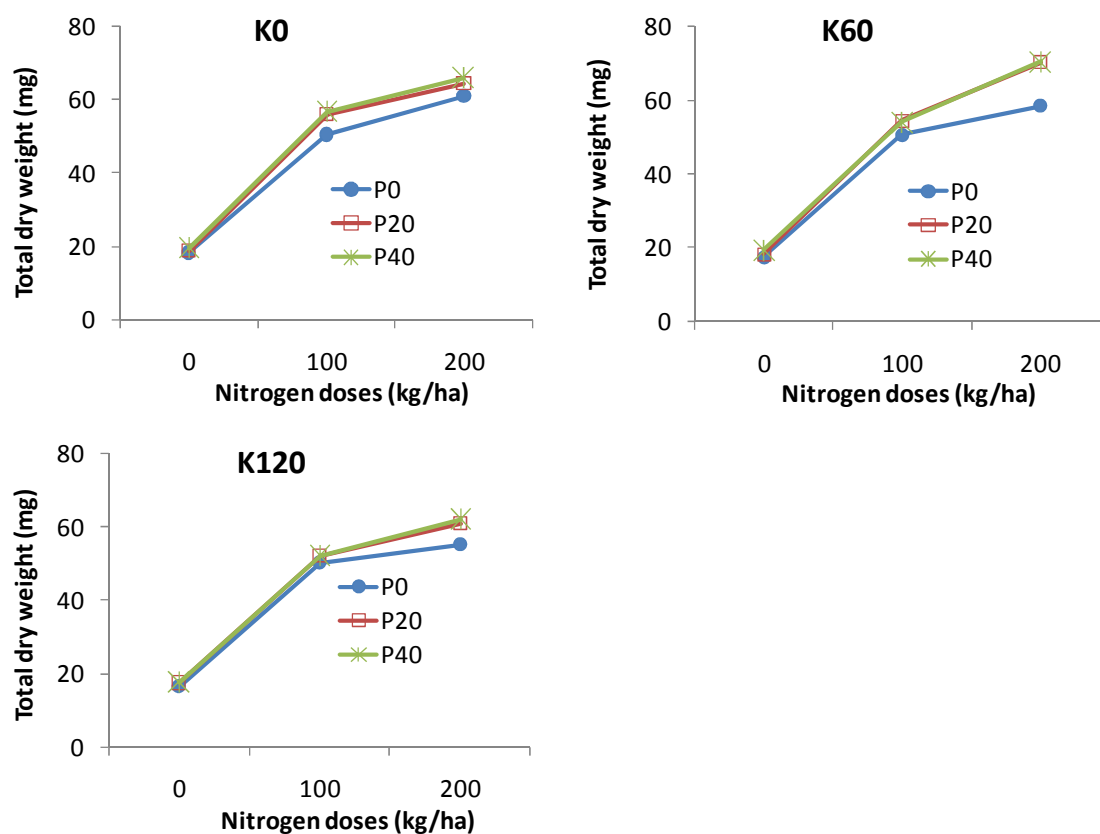 K0
Total dry weight (mg)
80
60
40
20
0
P0
P20
P40
0 100 200
Nitrogen doses (kg/ha)
K60
Total dry weight (mg)
80
60
40
20
0
P0
P20
P40
0 100 200
Nitrogen doses (kg/ha)
K120
Total dry weight (mg)
80
60
40
20
0
P0
P20
P40
0 100 200
Nitrogen doses (kg/ha)